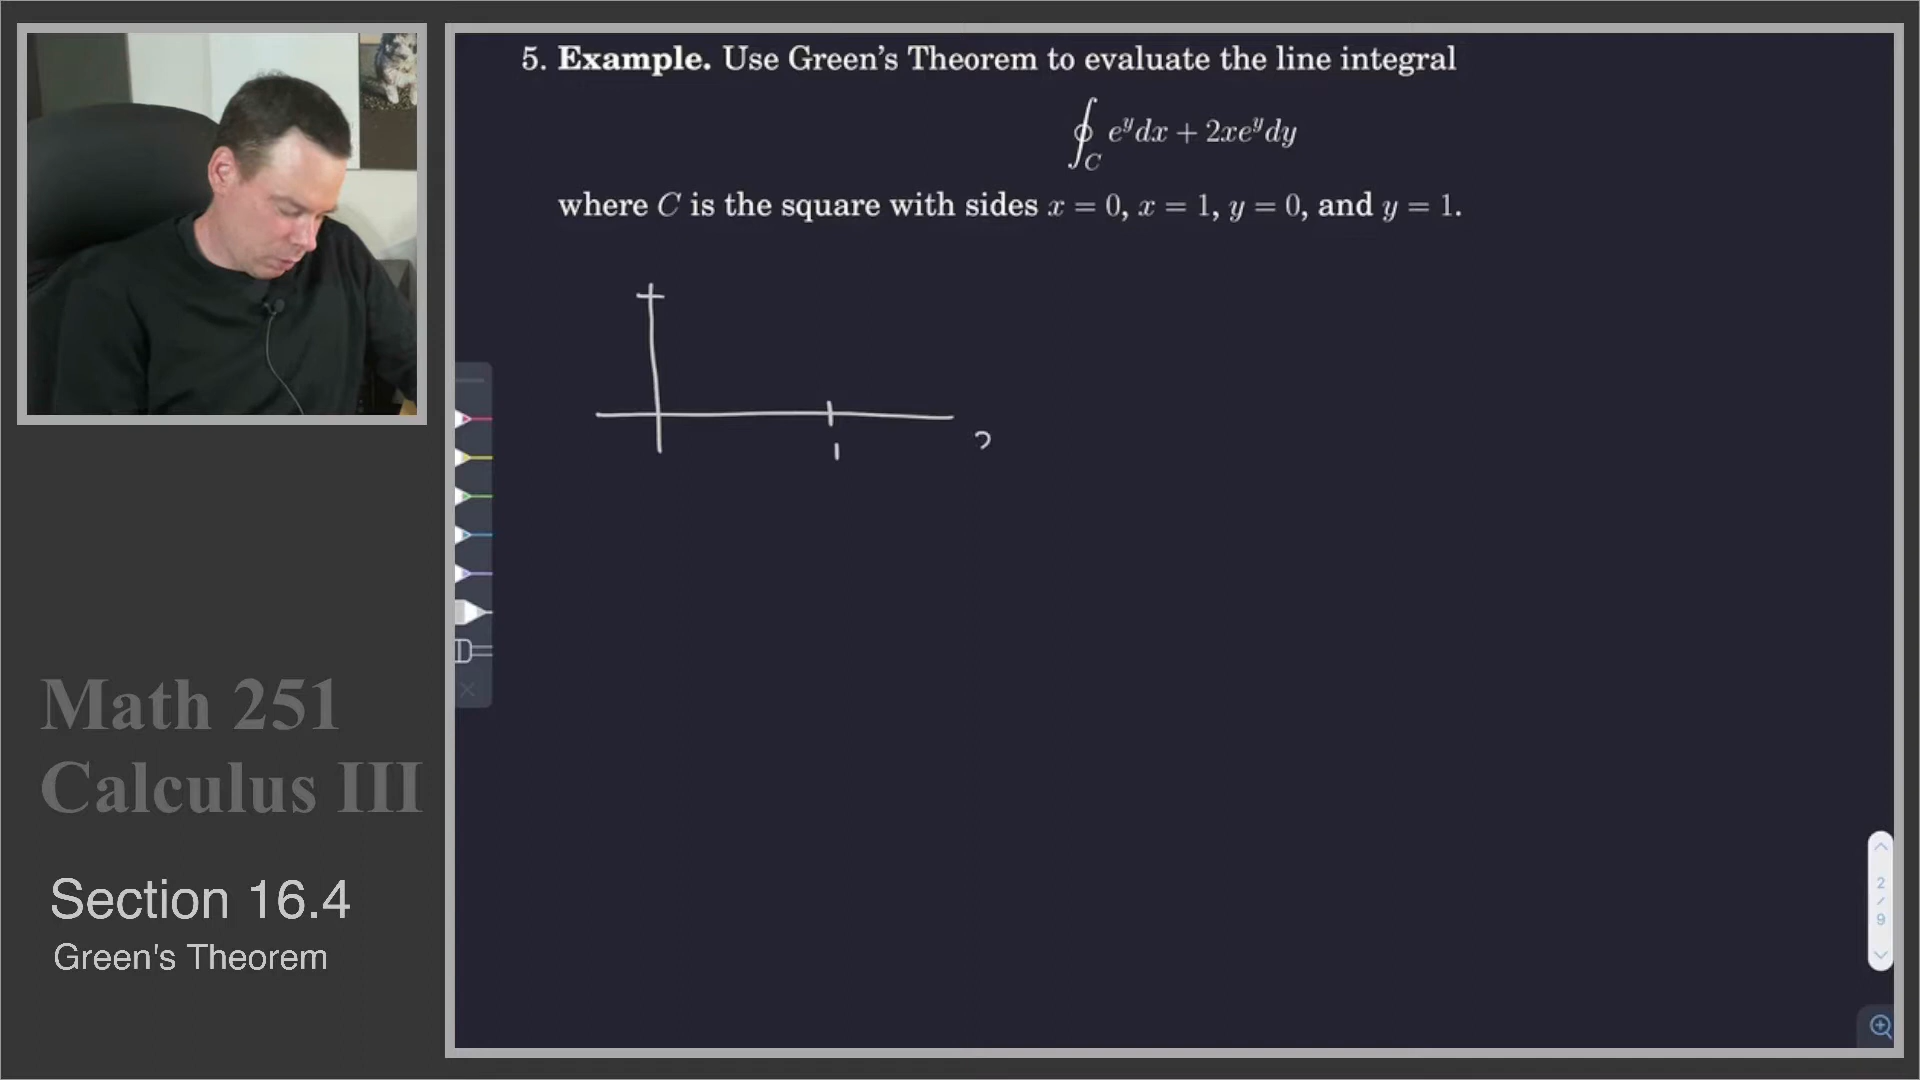 5. Example. Use Green's Theorem to evaluate the line integral
∮_C e^y dx + 2xe^y dy
where C is the square with sides x = 0, x = 1, y = 0, and y = 1.
1
Math 251
Calculus III
Section 16.4
Green's Theorem
2
/
9